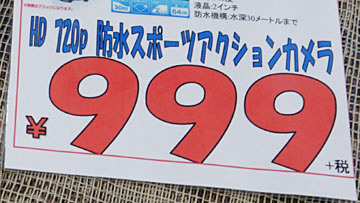 30m
64GB
液晶:2インチ
防水機構:水深30メートルまで
HD 720p 防水スポーツアクションカメラ
¥999
+税